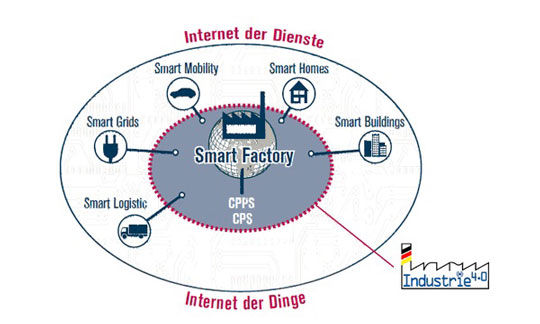 Internet der Dienste
Smart Mobility
Smart Homes
Smart Grids
Smart Buildings
Smart Factory
Smart Logistic
CPPS
CPS
Industrie 4.0
Internet der Dinge